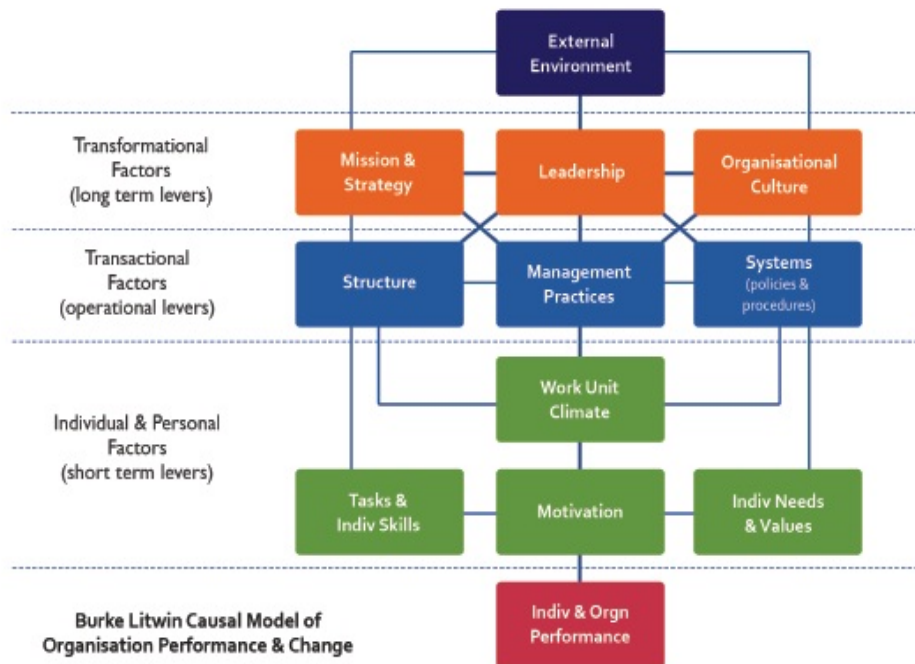 External
Environment
Transformational
Factors
(long term levers)
Mission &
Strategy
Leadership
Organisational
Culture
Transactional
Factors
(operational levers)
Structure
Management
Practices
Systems
(policies &
procedures)
Individual & Personal
Factors
(short term levers)
Work Unit
Climate
Tasks &
Indiv Skills
Motivation
Indiv Needs
& Values
Burke Litwin Causal Model of
Organisation Performance & Change
Indiv & Orgn
Performance